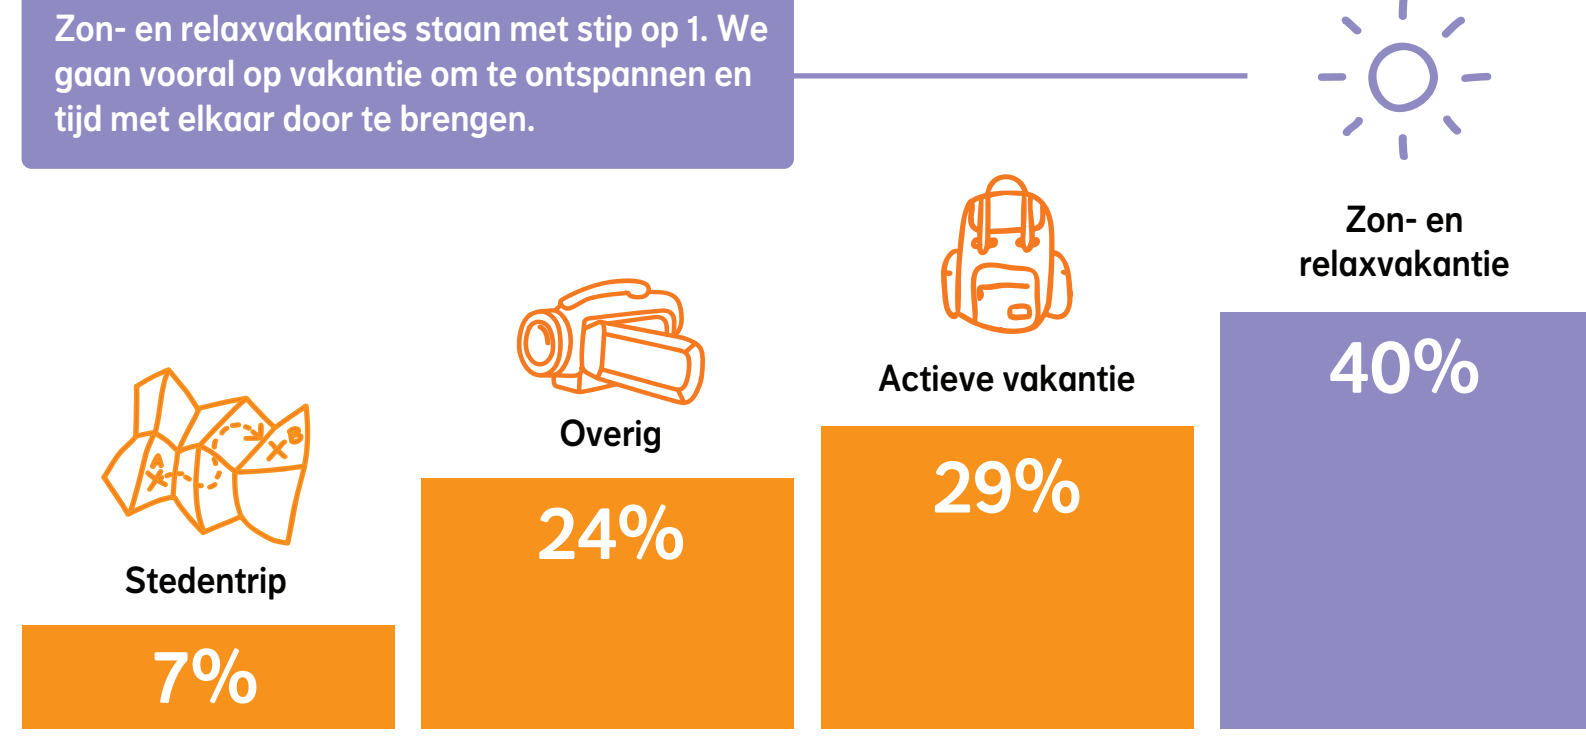 Zon- en relaxvakanties staan met stip op 1. We
gaan vooral op vakantie om te ontspannen en
tijd met elkaar door te brengen.
Zon- en
relaxvakantie
40%
Actieve vakantie
29%
Overig
24%
A
B
Stedentrip
7%